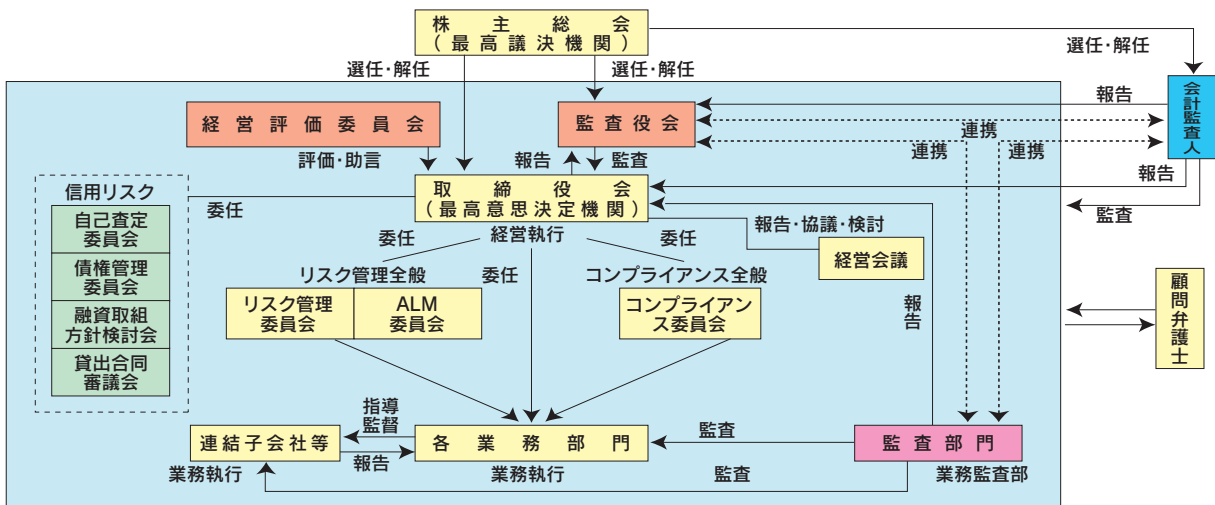 株主総会
(最高議決機関)
選任・解任
選任・解任
選任・解任
会計監査人
経営評価委員会
監査役会
報告
連携
連携
連携
評価・助言
報告
監査
報告
信用リスク
自己査定
委員会
債権管理
委員会
融資取組
方針検討会
貸出合同
審議会
委任
取締役会
(最高意思決定機関)
経営執行
監査
報告・協議・検討
経営会議
委任
委任
委任
リスク管理全般
コンプライアンス全般
リスク管理
委員会
ALM
委員会
コンプライアン
ス委員会
報告
顧問弁護士
指導
監督
連結子会社等
報告
業務執行
各業務部門
業務執行
監査
監査
監査部門
業務監査部